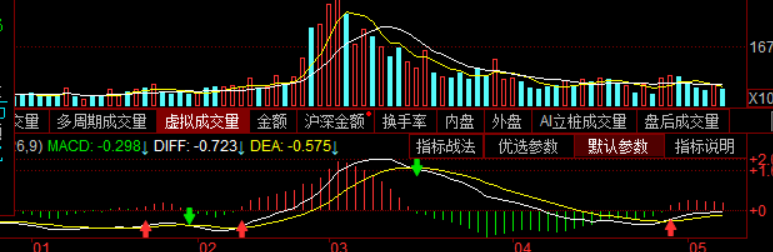 167
X10
交量 多周期成交量 虚拟成交量 金额 沪深金额 换手率 内盘 外盘 AI立桩成交量 盘后成交量
6,9) MACD: -0.298↓ DIFF: -0.723↓ DEA: -0.575↓ 指标战法 优选参数 默认参数 指标说明
+2.0
+1.0
+0
01 02 03 04 05